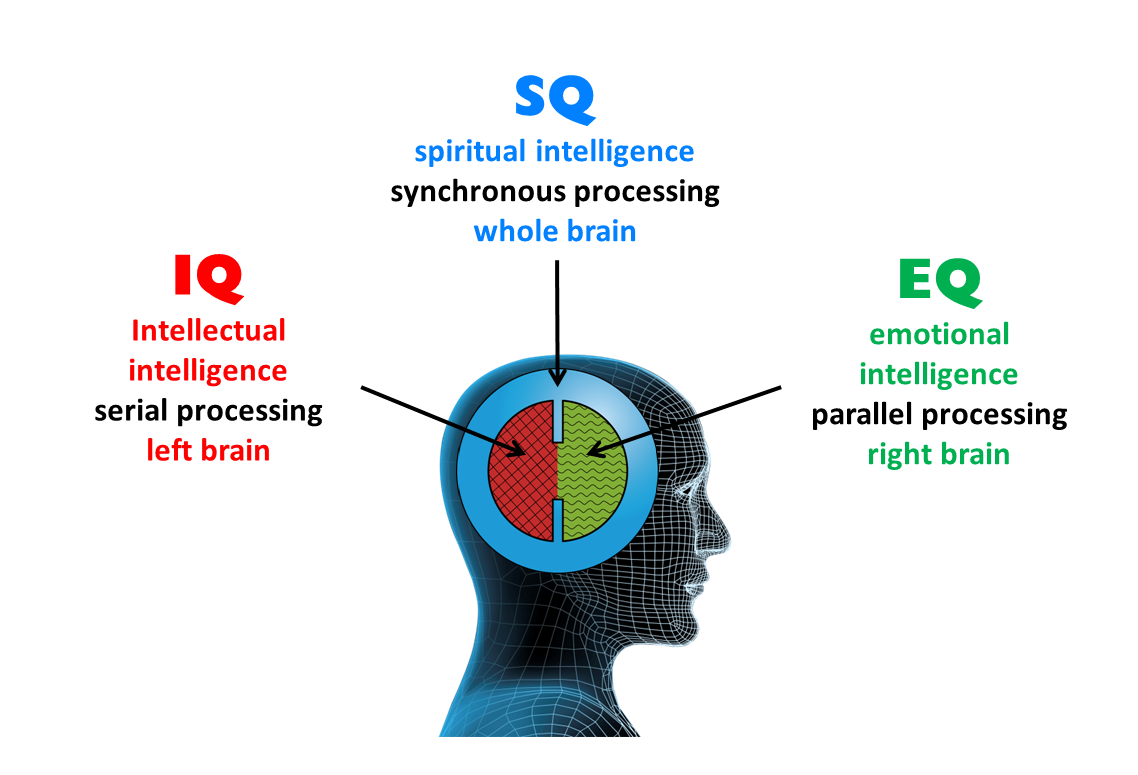 SQ
spiritual intelligence
synchronous processing
whole brain
IQ
Intellectual
intelligence
serial processing
left brain
EQ
emotional
intelligence
parallel processing
right brain